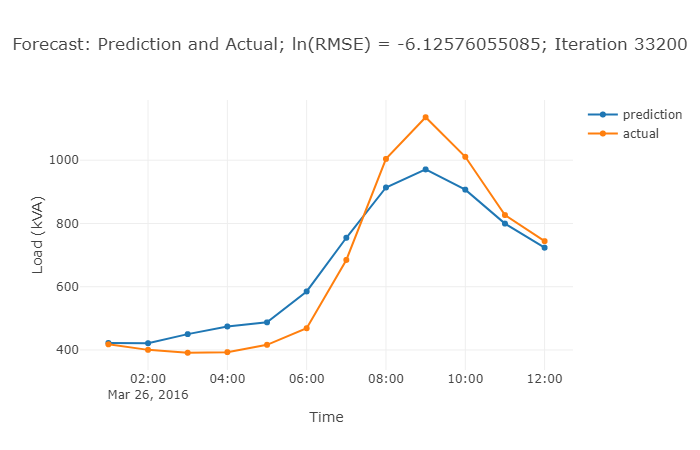 Forecast: Prediction and Actual; ln(RMSE) = -6.12576055085; Iteration 33200
prediction
actual
1000
800
600
400
Load (kVA)
02:00 04:00 06:00 08:00 10:00 12:00
Mar 26, 2016
Time